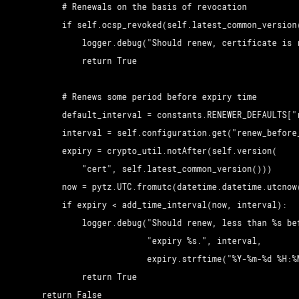 # Renewals on the basis of revocation
if self.ocsp_revoked(self.latest_common_version(
logger.debug("Should renew, certificate is
return True
# Renews some period before expiry time
default_interval = constants.RENEWER_DEFAULTS["
interval = self.configuration.get("renew_before_
expiry = crypto_util.notAfter(self.version(
"cert", self.latest_common_version()))
now = pytz.UTC.fromutc(datetime.datetime.utcnow(
if expiry < add_time_interval(now, interval):
logger.debug("Should renew, less than %s
"expiry %s.", interval,
expiry.strftime("%Y-%m-%d %H:%M
return True
return False